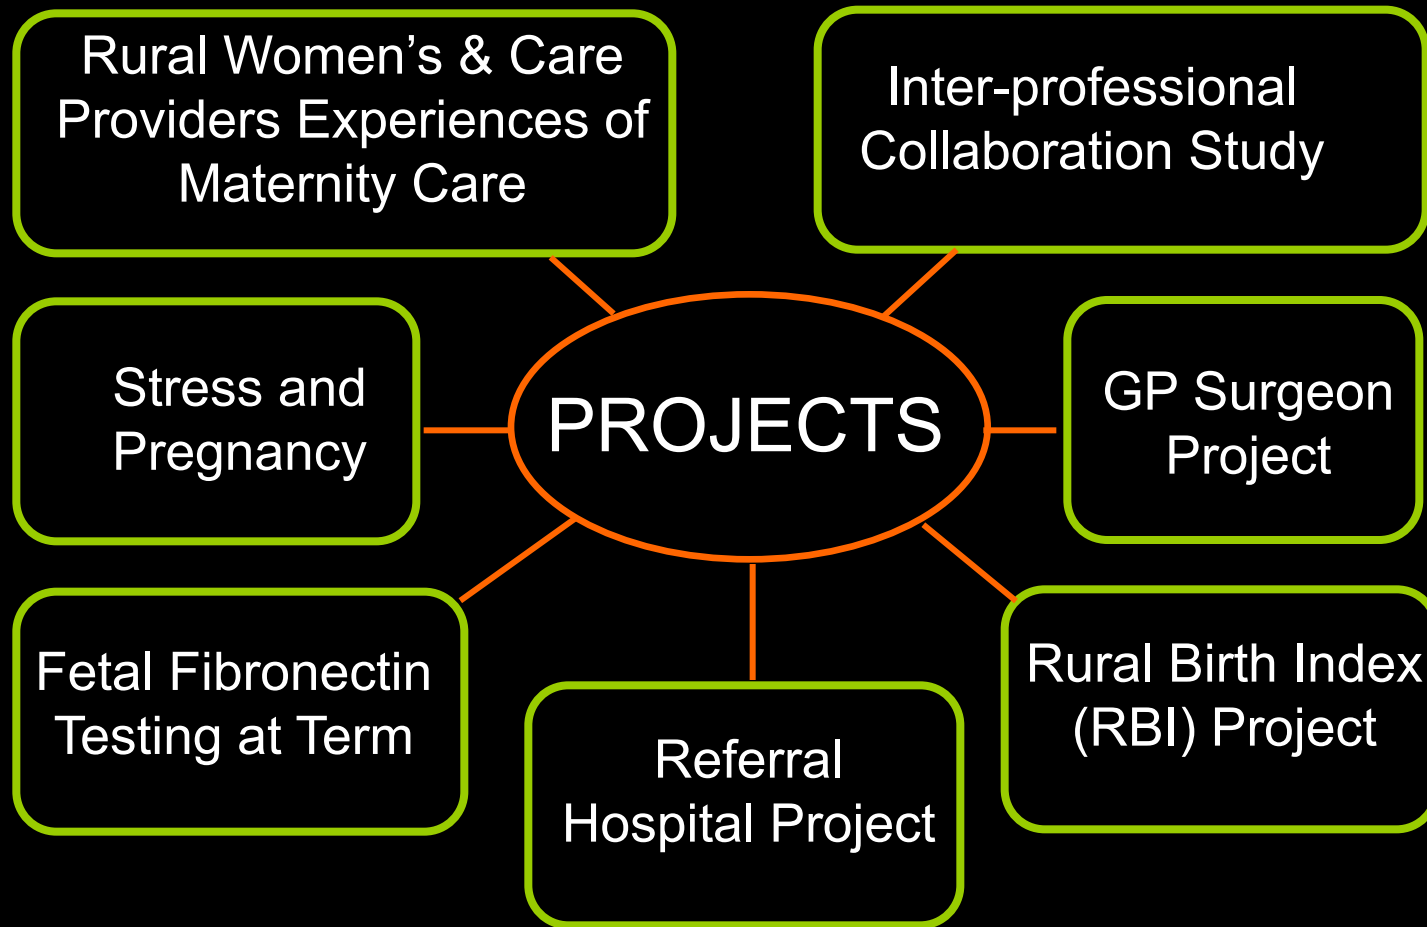 Rural Women’s & Care
Providers Experiences of
Maternity Care
Inter-professional
Collaboration Study
Stress and
Pregnancy
PROJECTS
GP Surgeon
Project
Fetal Fibronectin
Testing at Term
Referral
Hospital Project
Rural Birth Index
(RBI) Project